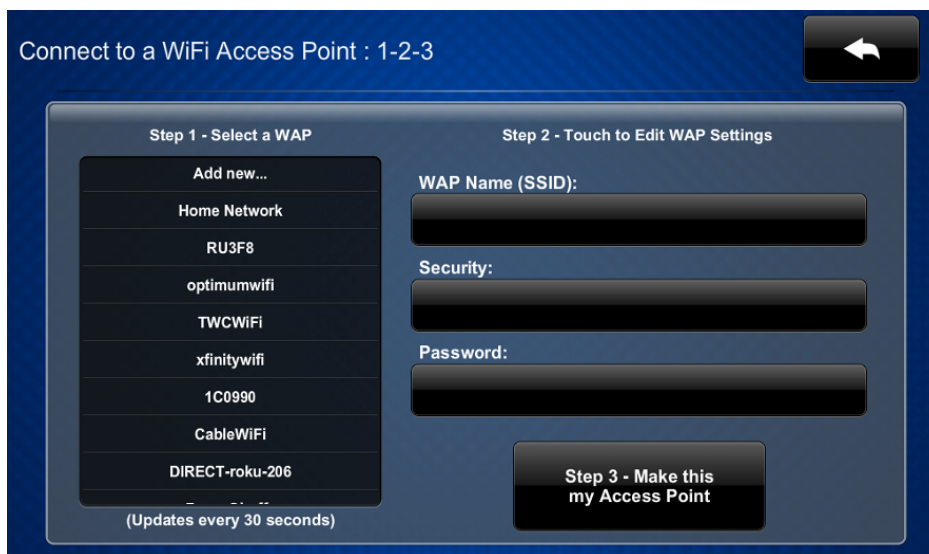 Connect to a WiFi Access Point : 1-2-3
Step 1 - Select a WAP
Add new...
Home Network
RU3F8
optimumwifi
TWCWiFi
xfinitywifi
1C0990
CableWiFi
DIRECT-roku-206
(Updates every 30 seconds)
Step 2 - Touch to Edit WAP Settings
WAP Name (SSID):
Security:
Password:
Step 3 - Make this
my Access Point